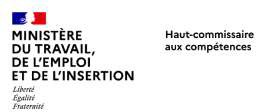 MINISTÈRE
DU TRAVAIL,
DE L'EMPLOI
ET DE L'INSERTION
Liberté
Égalité
Fraternité
Haut-commissaire
aux compétences